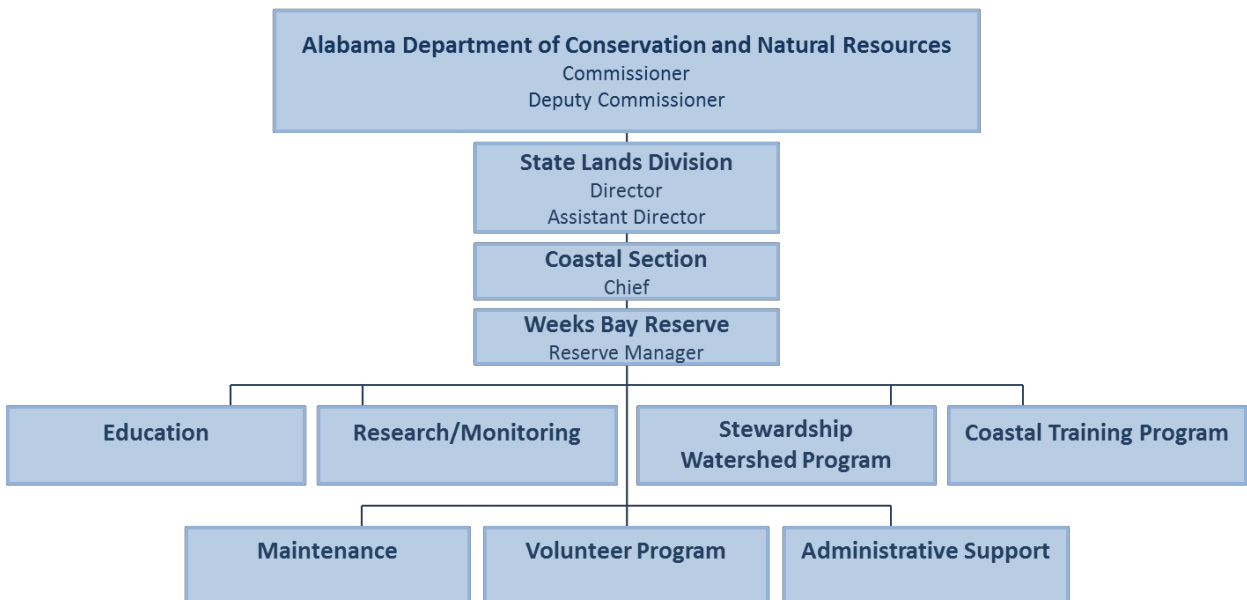 Alabama Department of Conservation and Natural Resources
Commissioner
Deputy Commissioner
State Lands Division
Director
Assistant Director
Coastal Section
Chief
Weeks Bay Reserve
Reserve Manager
Education
Research/Monitoring
Stewardship
Watershed Program
Coastal Training Program
Maintenance
Volunteer Program
Administrative Support